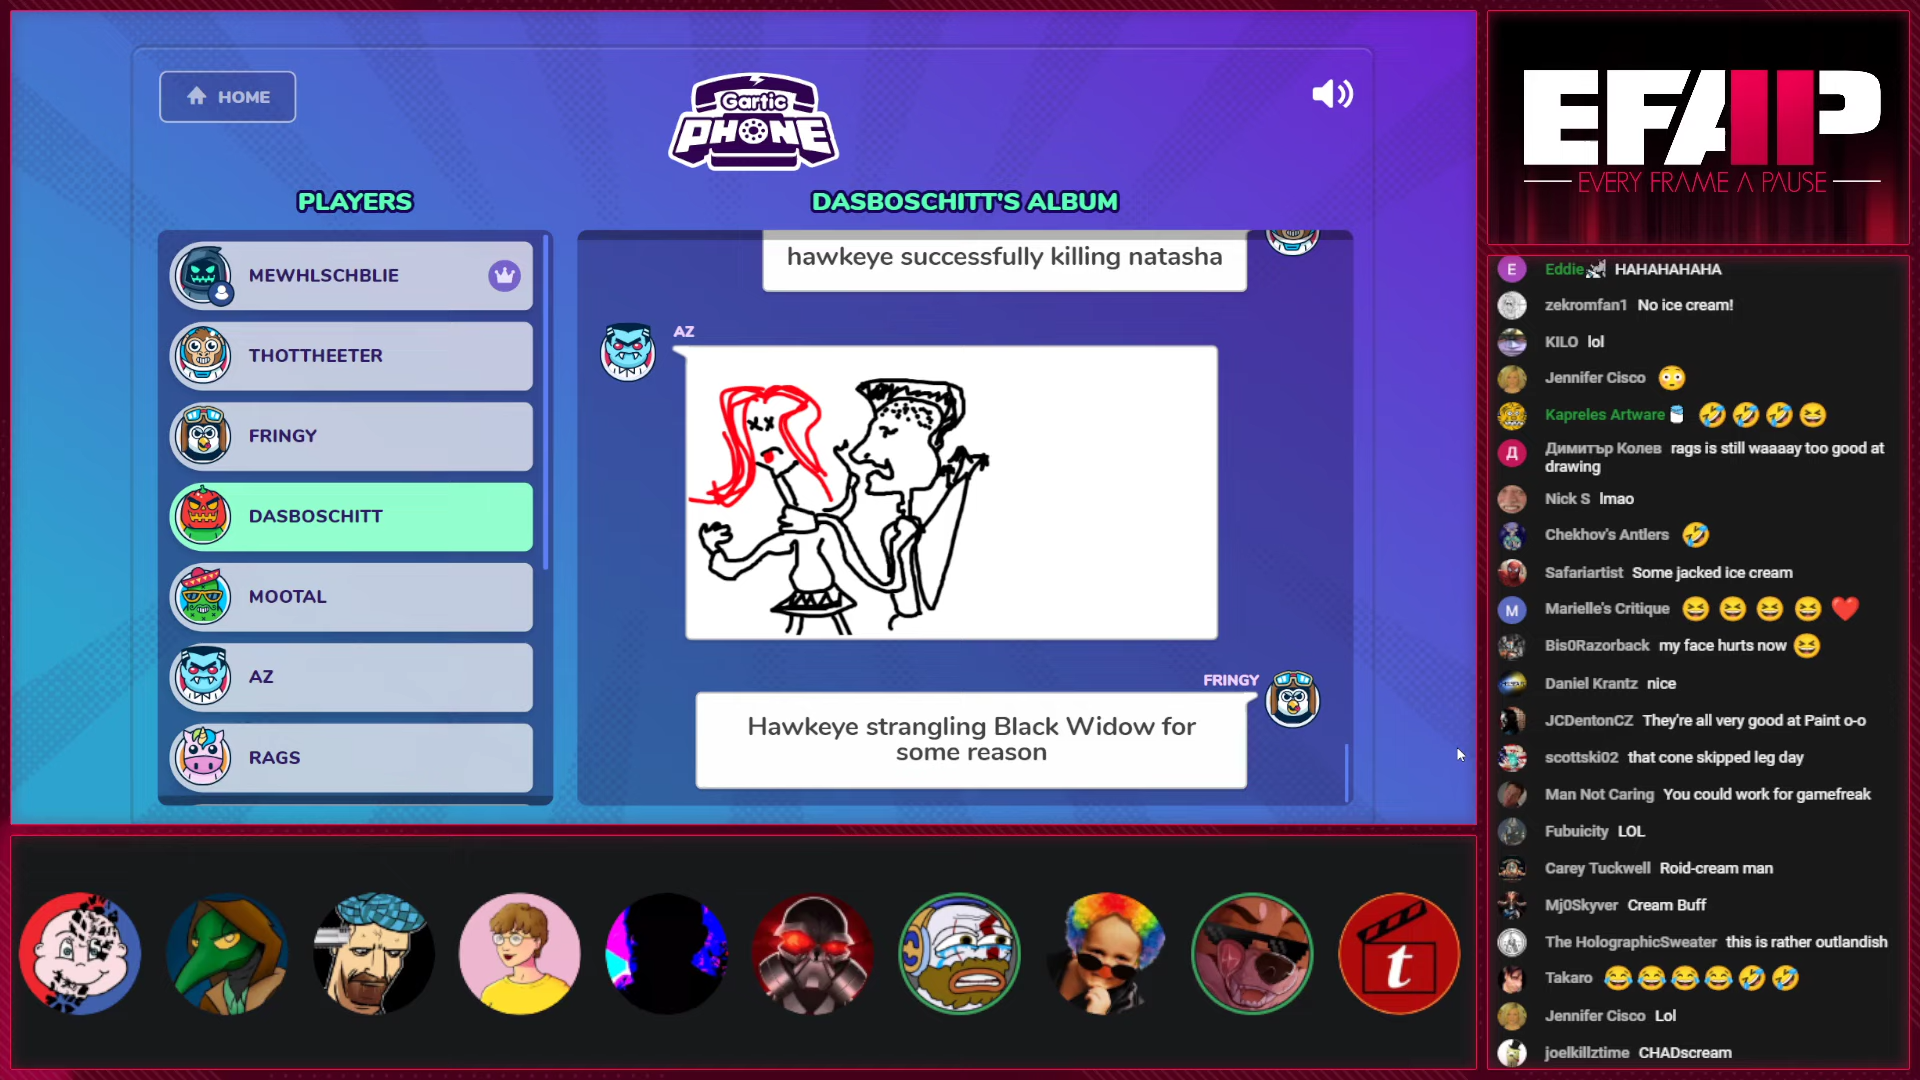 HOME
Gartic
PHONE
PLAYERS
MEWHLSCHBLIE
THOTTHEETER
FRINGY
DASBOSCHITT
MOOTAL
AZ
RAGS
DASBOSCHITT'S ALBUM
hawkeye successfully killing natasha
AZ
FRINGY
Hawkeye strangling Black Widow for
some reason
EFAP
EVERY FRAME A PAUSE
E Eddie HAHAHAHAHA
zekromfan1 No ice cream!
KILO lol
Jennifer Cisco 😳
Kapreles Artware 🤣 🤣 🤣 😆
Д Димитър Колев rags is still waaaay too good at
drawing
Nick S lmao
Chekhov's Antlers 🤣
Safariartist Some jacked ice cream
M Marielle's Critique 😆 😆 😆 😆 ❤️
Bis0Razorback my face hurts now 😆
Daniel Krantz nice
JCDentonCZ They're all very good at Paint o-o
scottski02 that cone skipped leg day
Man Not Caring You could work for gamefreak
Fubuicity LOL
Carey Tuckwell Roid-cream man
Mj0Skyver Cream Buff
The HolographicSweater this is rather outlandish
Takaro 😂 😂 😂 😂 🤣 🤣
Jennifer Cisco Lol
joelkillztime CHADscream
t